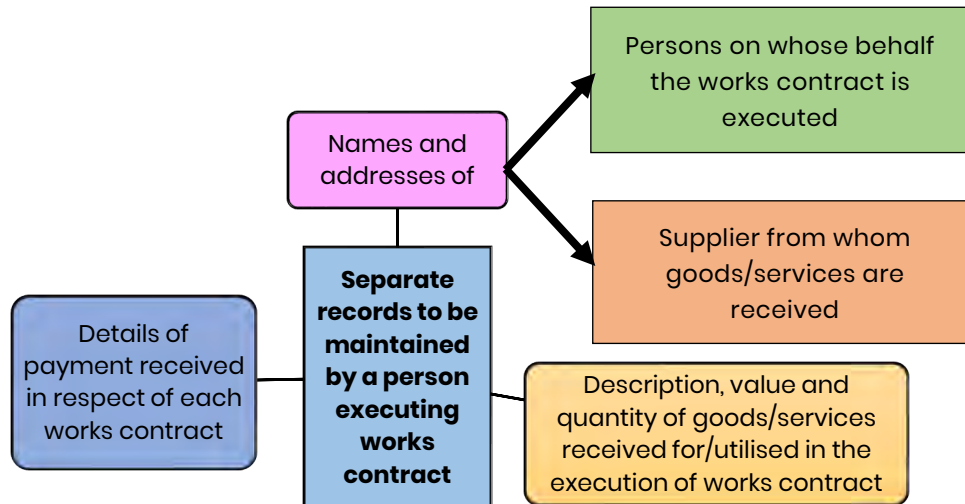 Persons on whose behalf
the works contract is
executed
Names and
addresses of
Supplier from whom
goods/services are
received
Separate
records to be
maintained
by a person
executing
works
contract
Details of
payment received
in respect of each
works contract
Description, value and
quantity of goods/services
received for/utilised in the
execution of works contract